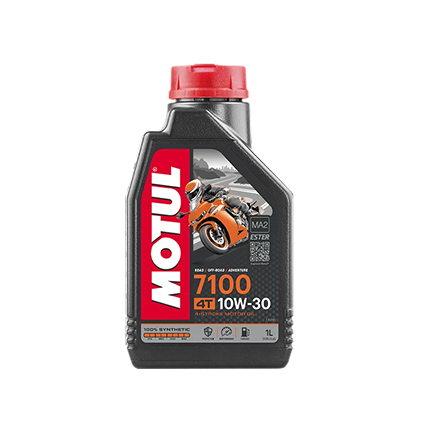 MOTUL®
MA2
ESTER
ROAD / OFF-ROAD / ADVENTURE
7100
4T 10W-30
4-STROKE MOTOR OIL
100% SYNTHETIC
1L